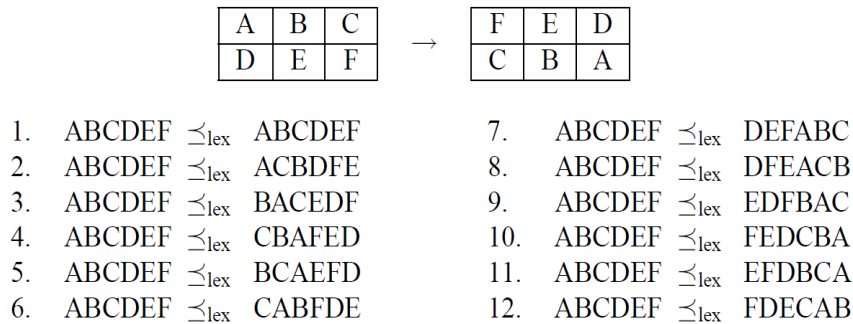 A B C → F E D
D E F C B A
1. ABCDEF ⪯lex ABCDEF
2. ABCDEF ⪯lex ACBDFE
3. ABCDEF ⪯lex BACEDF
4. ABCDEF ⪯lex CBAFED
5. ABCDEF ⪯lex BCAEFD
6. ABCDEF ⪯lex CABFDE
7. ABCDEF ⪯lex DEFABC
8. ABCDEF ⪯lex DFEACB
9. ABCDEF ⪯lex EDFBAC
10. ABCDEF ⪯lex FEDCBA
11. ABCDEF ⪯lex EFDBCA
12. ABCDEF ⪯lex FDECAB